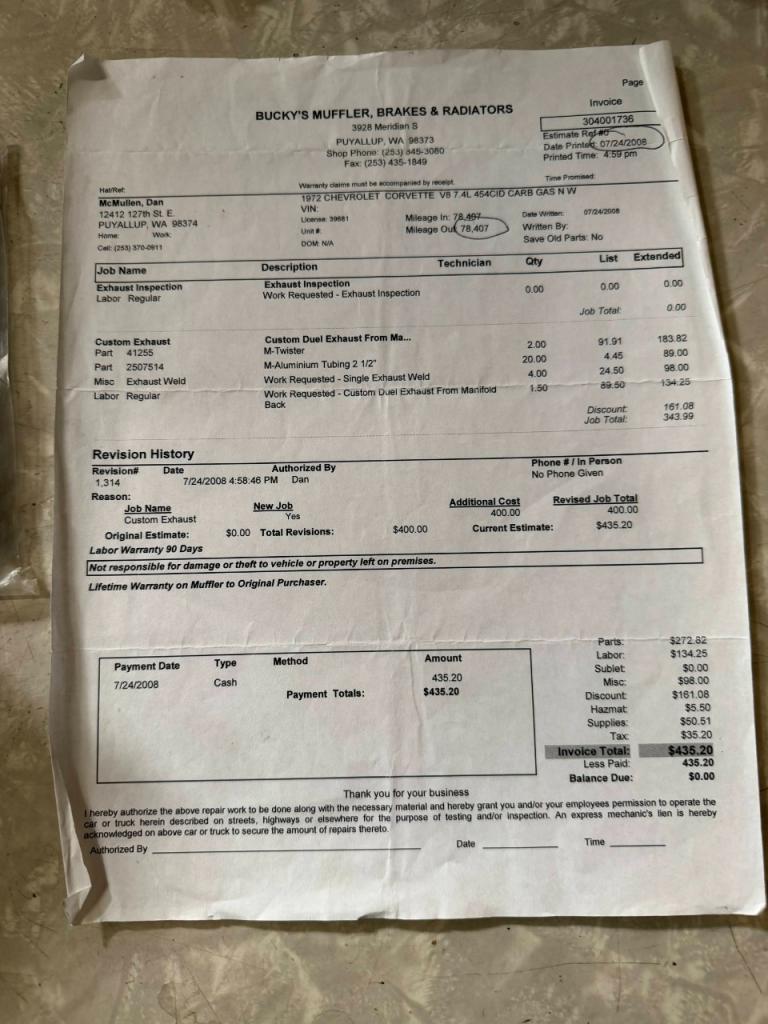 Page
BUCKY'S MUFFLER, BRAKES & RADIATORS
3928 Meridian S
PUYALLUP, WA 98373
Shop Phone: (253) 845-3080
Fax: (253) 435-1849
Invoice
304001736
Estimate Ref #0
Date Printed: 07/24/2008
Printed Time: 4:59 pm
Time Promised:
Warranty claims must be accompanied by receipt.
Hat/Ref:
McMullen, Dan
12412 127th St. E.
PUYALLUP, WA 98374
Home: Work:
Cell: (253) 370-0911
1972 CHEVROLET CORVETTE V8 7.4L 454CID CARB GAS N W
VIN:
License: 39681
Unit #:
DOM: N/A
Mileage In: 78,407
Mileage Out: 78,407
Date Written: 07/24/2008
Written By:
Save Old Parts: No
Job Name Description Technician Qty List Extended
Exhaust Inspection Exhaust Inspection
Labor Regular Work Requested - Exhaust Inspection 0.00 0.00 0.00
Job Total: 0.00
Custom Exhaust Custom Duel Exhaust From Ma...
Part 41255 M-Twister 2.00 91.91 183.82
Part 2507514 M-Aluminium Tubing 2 1/2" 20.00 4.45 89.00
Misc Exhaust Weld Work Requested - Single Exhaust Weld 4.00 24.50 98.00
Labor Regular Work Requested - Custom Duel Exhaust From Manifold 1.50 89.50 134.25
Back
Discount: 161.08
Job Total: 343.99
Revision History
Revision# Date Authorized By Phone # / In Person
1,314 7/24/2008 4:58:46 PM Dan No Phone Given
Reason:
Job Name New Job Additional Cost Revised Job Total
Custom Exhaust Yes 400.00 400.00
Original Estimate: $0.00 Total Revisions: $400.00 Current Estimate: $435.20
Labor Warranty 90 Days
Not responsible for damage or theft to vehicle or property left on premises.
Lifetime Warranty on Muffler to Original Purchaser.
Payment Date Type Method Amount
7/24/2008 Cash 435.20
Payment Totals: $435.20
Parts: $272.82
Labor: $134.25
Sublet: $0.00
Misc: $98.00
Discount: $161.08
Hazmat: $5.50
Supplies: $50.51
Tax: $35.20
Invoice Total: $435.20
Less Paid: 435.20
Balance Due: $0.00
Thank you for your business
I hereby authorize the above repair work to be done along with the necessary material and hereby grant you and/or your employees permission to operate the
car or truck herein described on streets, highways or elsewhere for the purpose of testing and/or inspection. An express mechanic's lien is hereby
acknowledged on above car or truck to secure the amount of repairs thereto.
Authorized By Date Time